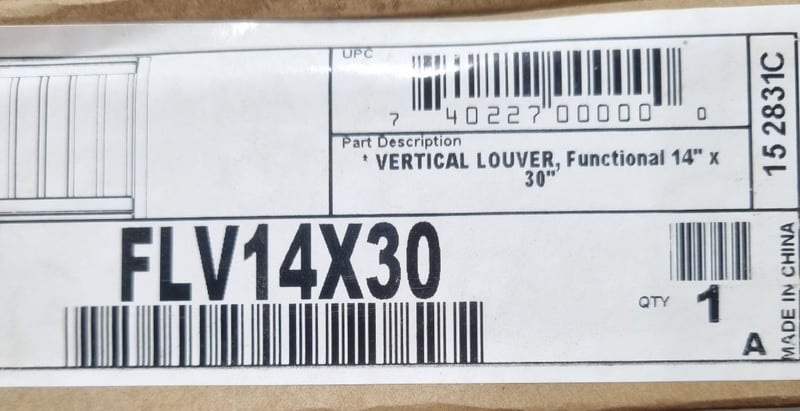 UPC
7 40227 00000 0
Part Description
* VERTICAL LOUVER, Functional 14" x
30"
15 2831C
FLV14X30
QTY 1
A
MADE IN CHINA